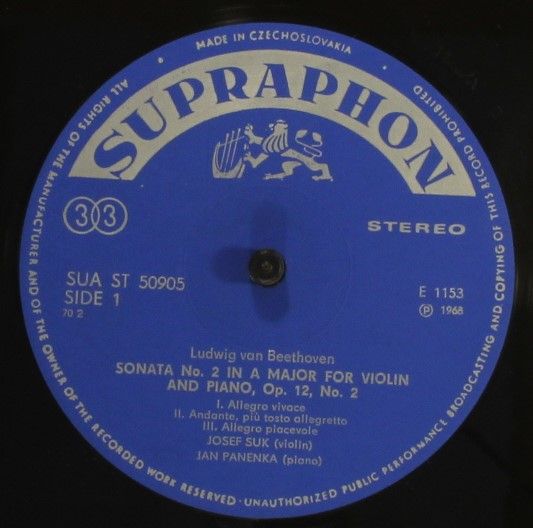 MADE IN CZECHOSLOVAKIA
ALL RIGHTS OF THE MANUFACTURER AND OF THE OWNER OF THE RECORDED WORK RESERVED · UNAUTHORIZED PUBLIC PERFORMANCE BROADCASTING AND COPYING OF THIS RECORD PROHIBITED
SUPRAPHON
33
STEREO
SUA ST 50905
SIDE 1
70 2
E 1153
Ⓟ 1968
Ludwig van Beethoven
SONATA No. 2 IN A MAJOR FOR VIOLIN
AND PIANO, Op. 12, No. 2
I. Allegro vivace
II. Andante, più tosto allegretto
III. Allegro piacevole
JOSEF SUK (violin)
JAN PANENKA (piano)